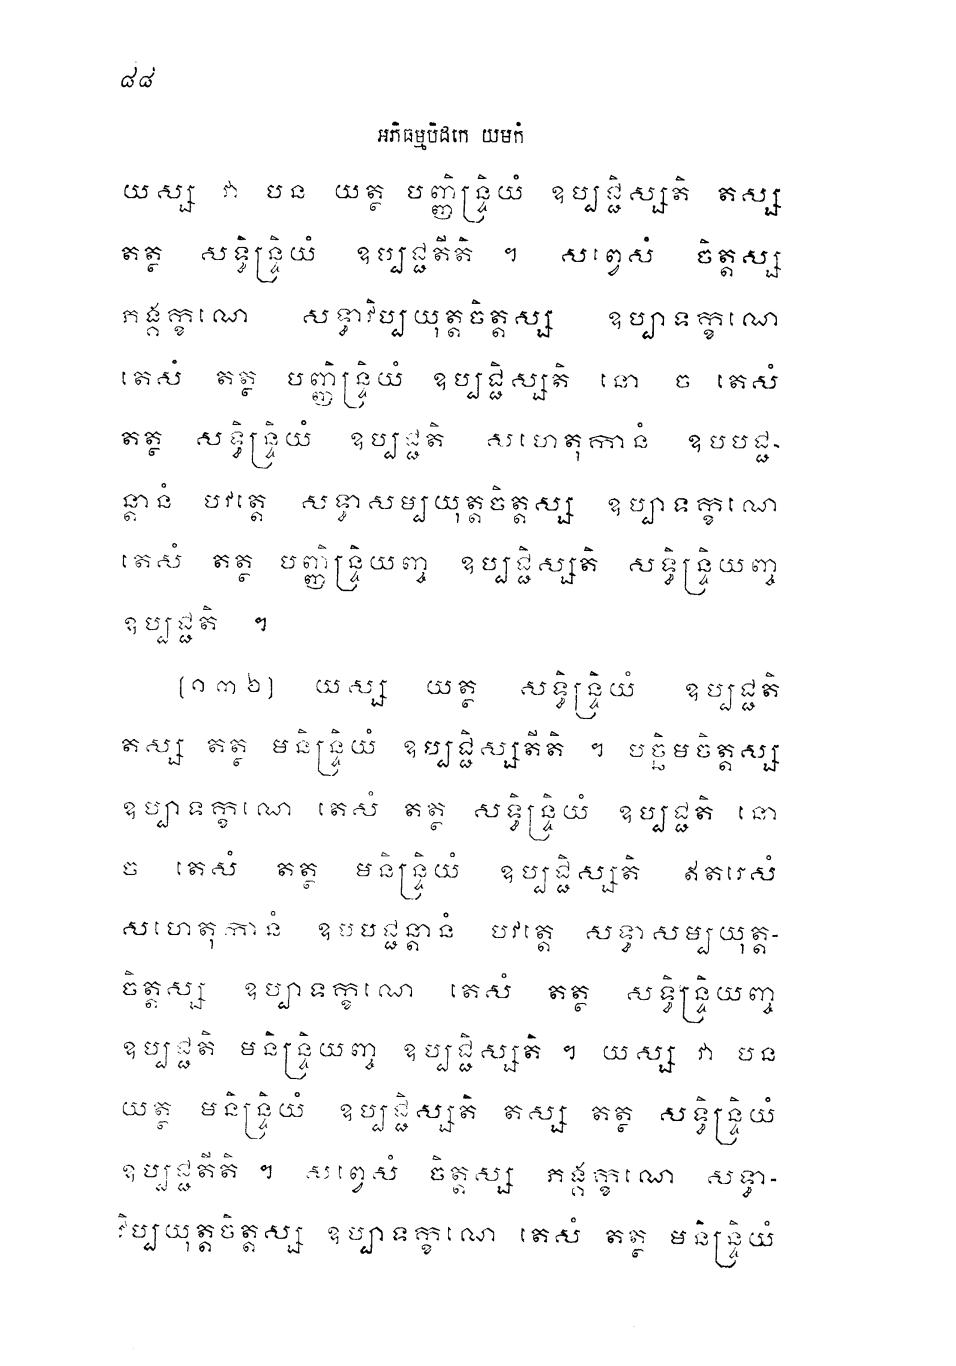 ៨៨
អភិធម្មបិដកេ យមកំ
យស្ស វា បន យត្ថ បញ្ញិន្ទ្រិយំ ឧប្បជ្ជិស្សតិ តស្ស
តត្ថ សទ្ធិន្ទ្រិយំ ឧប្បជ្ជតីតិ ។ សព្វេសំ ចិត្តស្ស
ភង្គក្ខណេ សទ្ធាវិប្បយុត្តចិត្តស្ស ឧប្បាទក្ខណេ
តេសំ តត្ថ បញ្ញិន្ទ្រិយំ ឧប្បជ្ជិស្សតិ នោ ច តេសំ
តត្ថ សទ្ធិន្ទ្រិយំ ឧប្បជ្ជតិ សហេតុកានំ ឧបបជ្ជ-
ន្តានំ បវត្តេ សទ្ធាសម្បយុត្តចិត្តស្ស ឧប្បាទក្ខណេ
តេសំ តត្ថ បញ្ញិន្ទ្រិយញ្ច ឧប្បជ្ជិស្សតិ សទ្ធិន្ទ្រិយញ្ច
ឧប្បជ្ជតិ ។
(១៣២) យស្ស យត្ថ សទ្ធិន្ទ្រិយំ ឧប្បជ្ជតិ
តស្ស តត្ថ មនិន្ទ្រិយំ ឧប្បជ្ជិស្សតីតិ ។ បច្ឆិមចិត្តស្ស
ឧប្បាទក្ខណេ តេសំ តត្ថ សទ្ធិន្ទ្រិយំ ឧប្បជ្ជតិ នោ
ច តេសំ តត្ថ មនិន្ទ្រិយំ ឧប្បជ្ជិស្សតិ ឥតរេសំ
សហេតុកានំ ឧបបជ្ជន្តានំ បវត្តេ សទ្ធាសម្បយុត្ត-
ចិត្តស្ស ឧប្បាទក្ខណេ តេសំ តត្ថ សទ្ធិន្ទ្រិយញ្ច
ឧប្បជ្ជតិ មនិន្ទ្រិយញ្ច ឧប្បជ្ជិស្សតិ ។ យស្ស វា បន
យត្ថ មនិន្ទ្រិយំ ឧប្បជ្ជិស្សតិ តស្ស តត្ថ សទ្ធិន្ទ្រិយំ
ឧប្បជ្ជតីតិ ។ សព្វេសំ ចិត្តស្ស ភង្គក្ខណេ សទ្ធា-
វិប្បយុត្តចិត្តស្ស ឧប្បាទក្ខណេ តេសំ តត្ថ មនិន្ទ្រិយំ